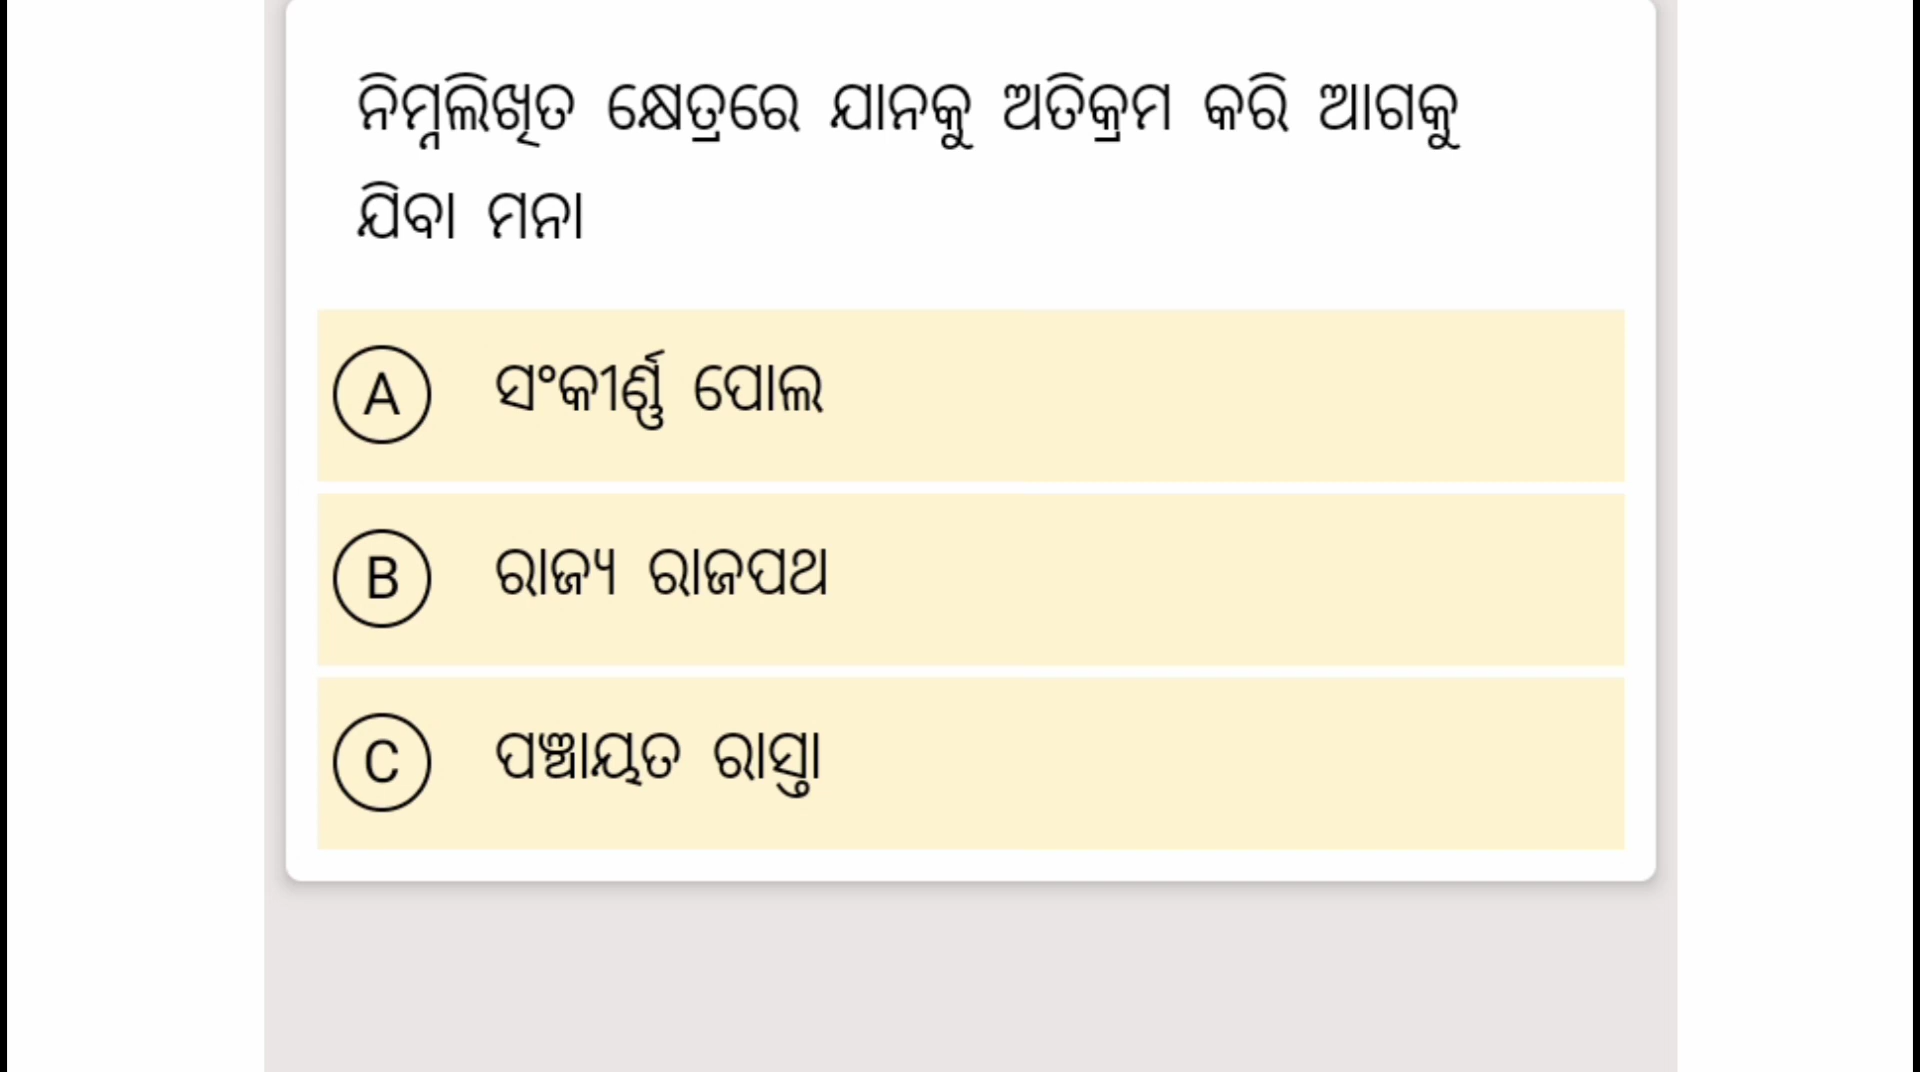 ନିମ୍ନଲିଖିତ କ୍ଷେତ୍ରରେ ଯାନକୁ ଅତିକ୍ରମ କରି ଆଗକୁ
ଯିବା ମନା
A ସଂକୀର୍ଣ୍ଣ ପୋଲ
B ରାଜ୍ୟ ରାଜପଥ
C ପଞ୍ଚାୟତ ରାସ୍ତା